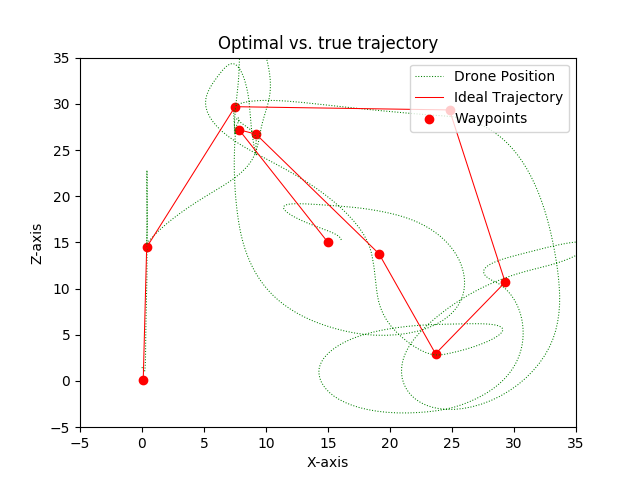 Optimal vs. true trajectory
Drone Position
Ideal Trajectory
Waypoints
35
30
25
20
15
10
5
0
−5
Z-axis
−5 0 5 10 15 20 25 30 35
X-axis